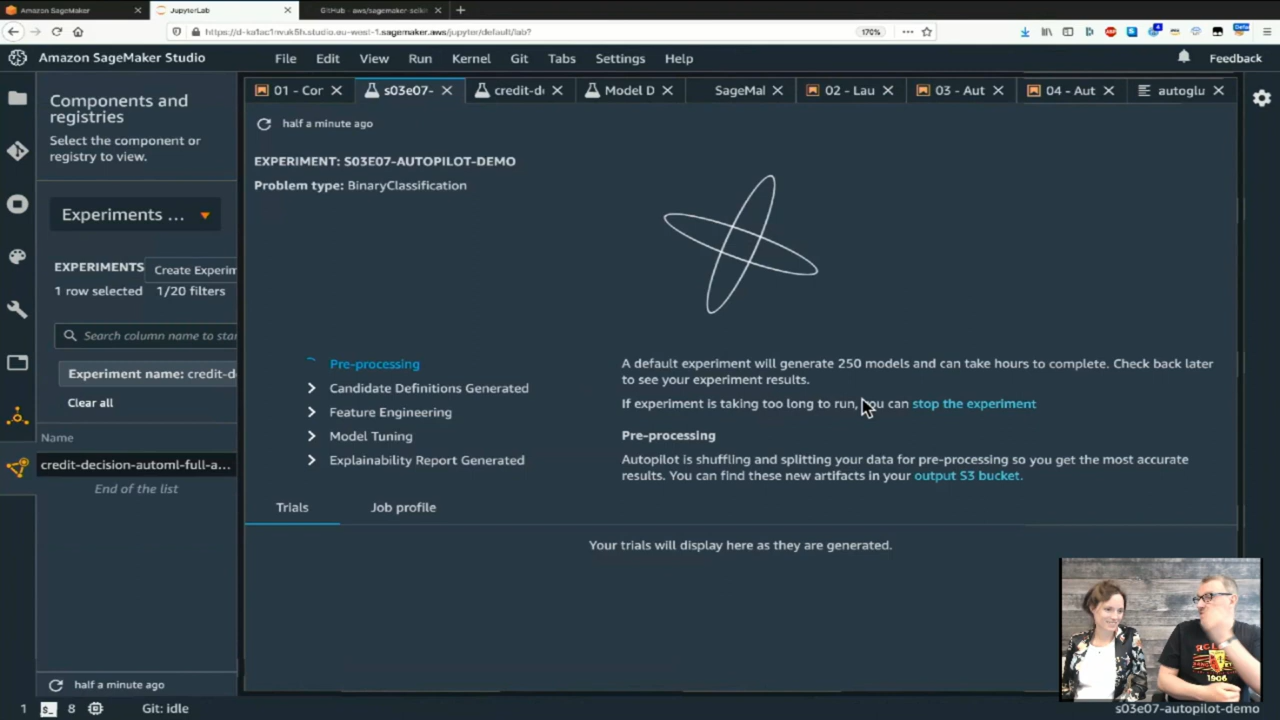 Amazon SageMaker
JupyterLab
GitHub - aws/sagemaker-scikit
170%
Amazon SageMaker Studio
File Edit View Run Kernel Git Tabs Settings Help
Feedback
01 - Cor
s03e07-
credit-de
Model D
SageMal
02 - Lau
03 - Aut
04 - Aut
autoglu
Components and
registries
Select the component or
registry to view.
Experiments ...
EXPERIMENTS
Create Experim
1 row selected 1/20 filters
Search column name to star
Experiment name: credit-d
Clear all
Name
credit-decision-automl-full-a...
End of the list
half a minute ago
half a minute ago
EXPERIMENT: S03E07-AUTOPILOT-DEMO
Problem type: BinaryClassification
Pre-processing
Candidate Definitions Generated
Feature Engineering
Model Tuning
Explainability Report Generated
A default experiment will generate 250 models and can take hours to complete. Check back later
to see your experiment results.
If experiment is taking too long to run, you can stop the experiment
Pre-processing
Autopilot is shuffling and splitting your data for pre-processing so you get the most accurate
results. You can find these new artifacts in your output S3 bucket.
Trials
Job profile
Your trials will display here as they are generated.
1906
1
8
Git: idle
s03e07-autopilot-demo